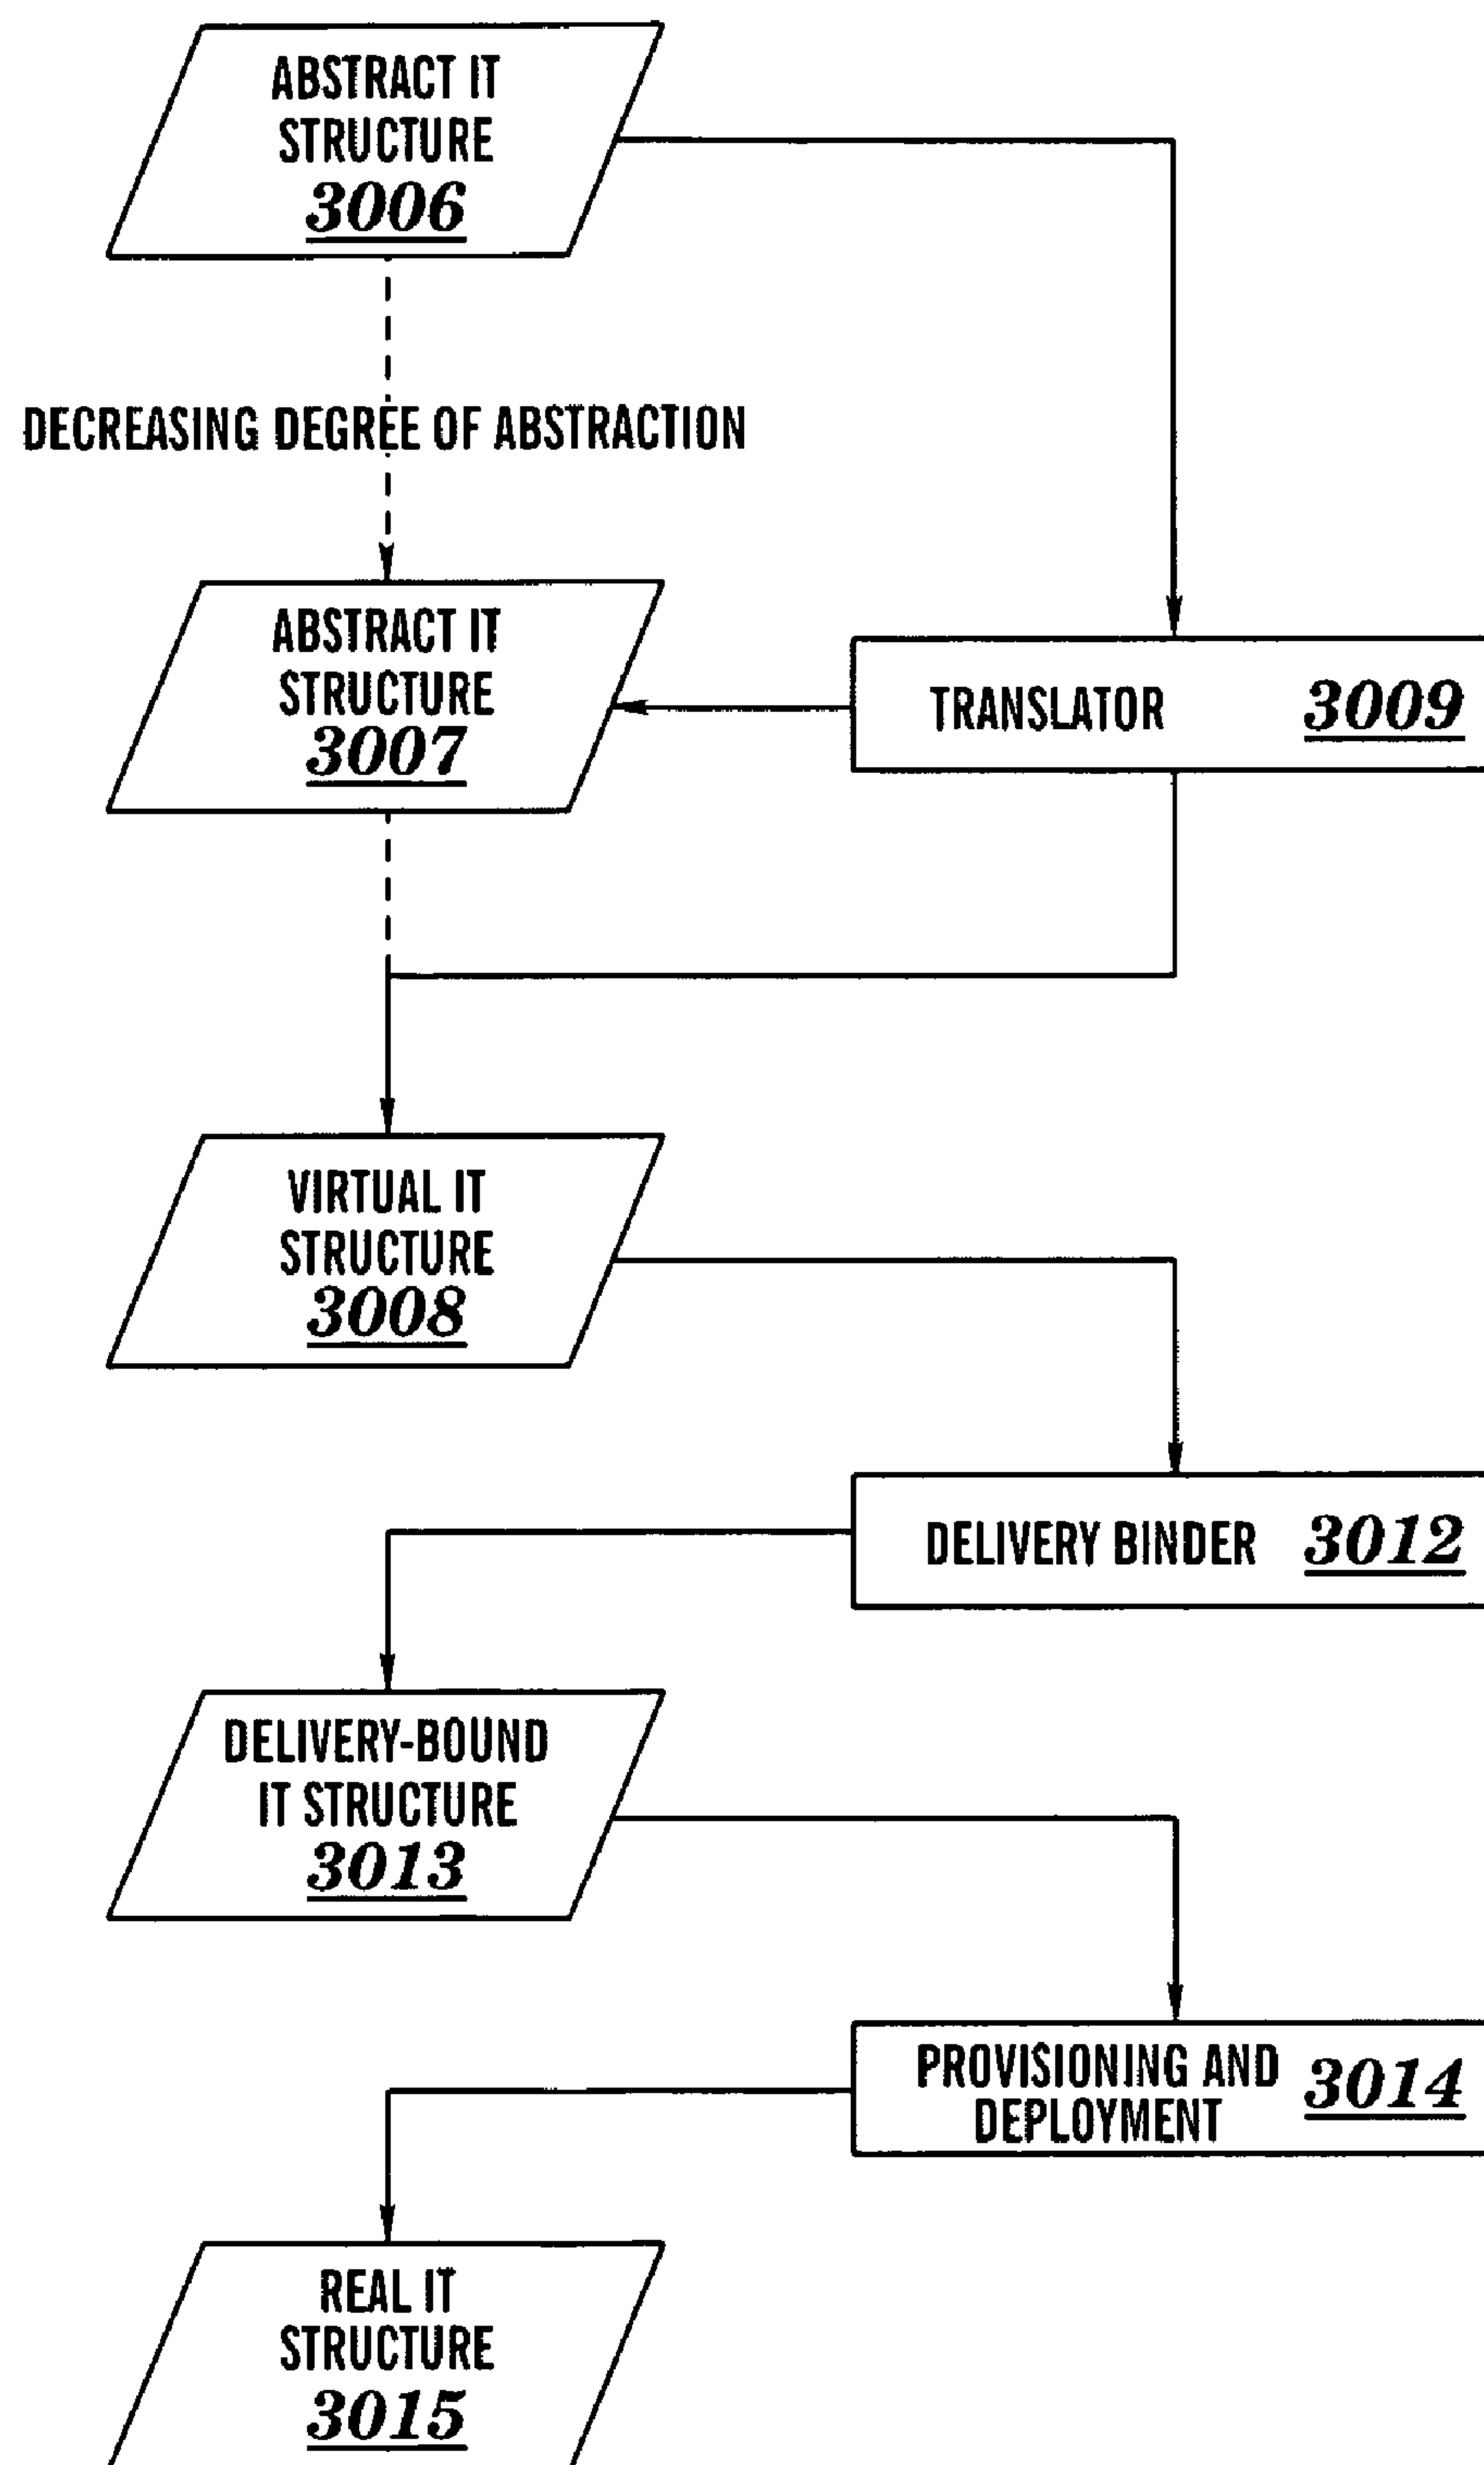 ABSTRACT IT
STRUCTURE
3006
DECREASING DEGREE OF ABSTRACTION
ABSTRACT IT
STRUCTURE
3007
TRANSLATOR 3009
VIRTUAL IT
STRUCTURE
3008
DELIVERY BINDER 3012
DELIVERY-BOUND
IT STRUCTURE
3013
PROVISIONING AND
DEPLOYMENT
3014
REAL IT
STRUCTURE
3015